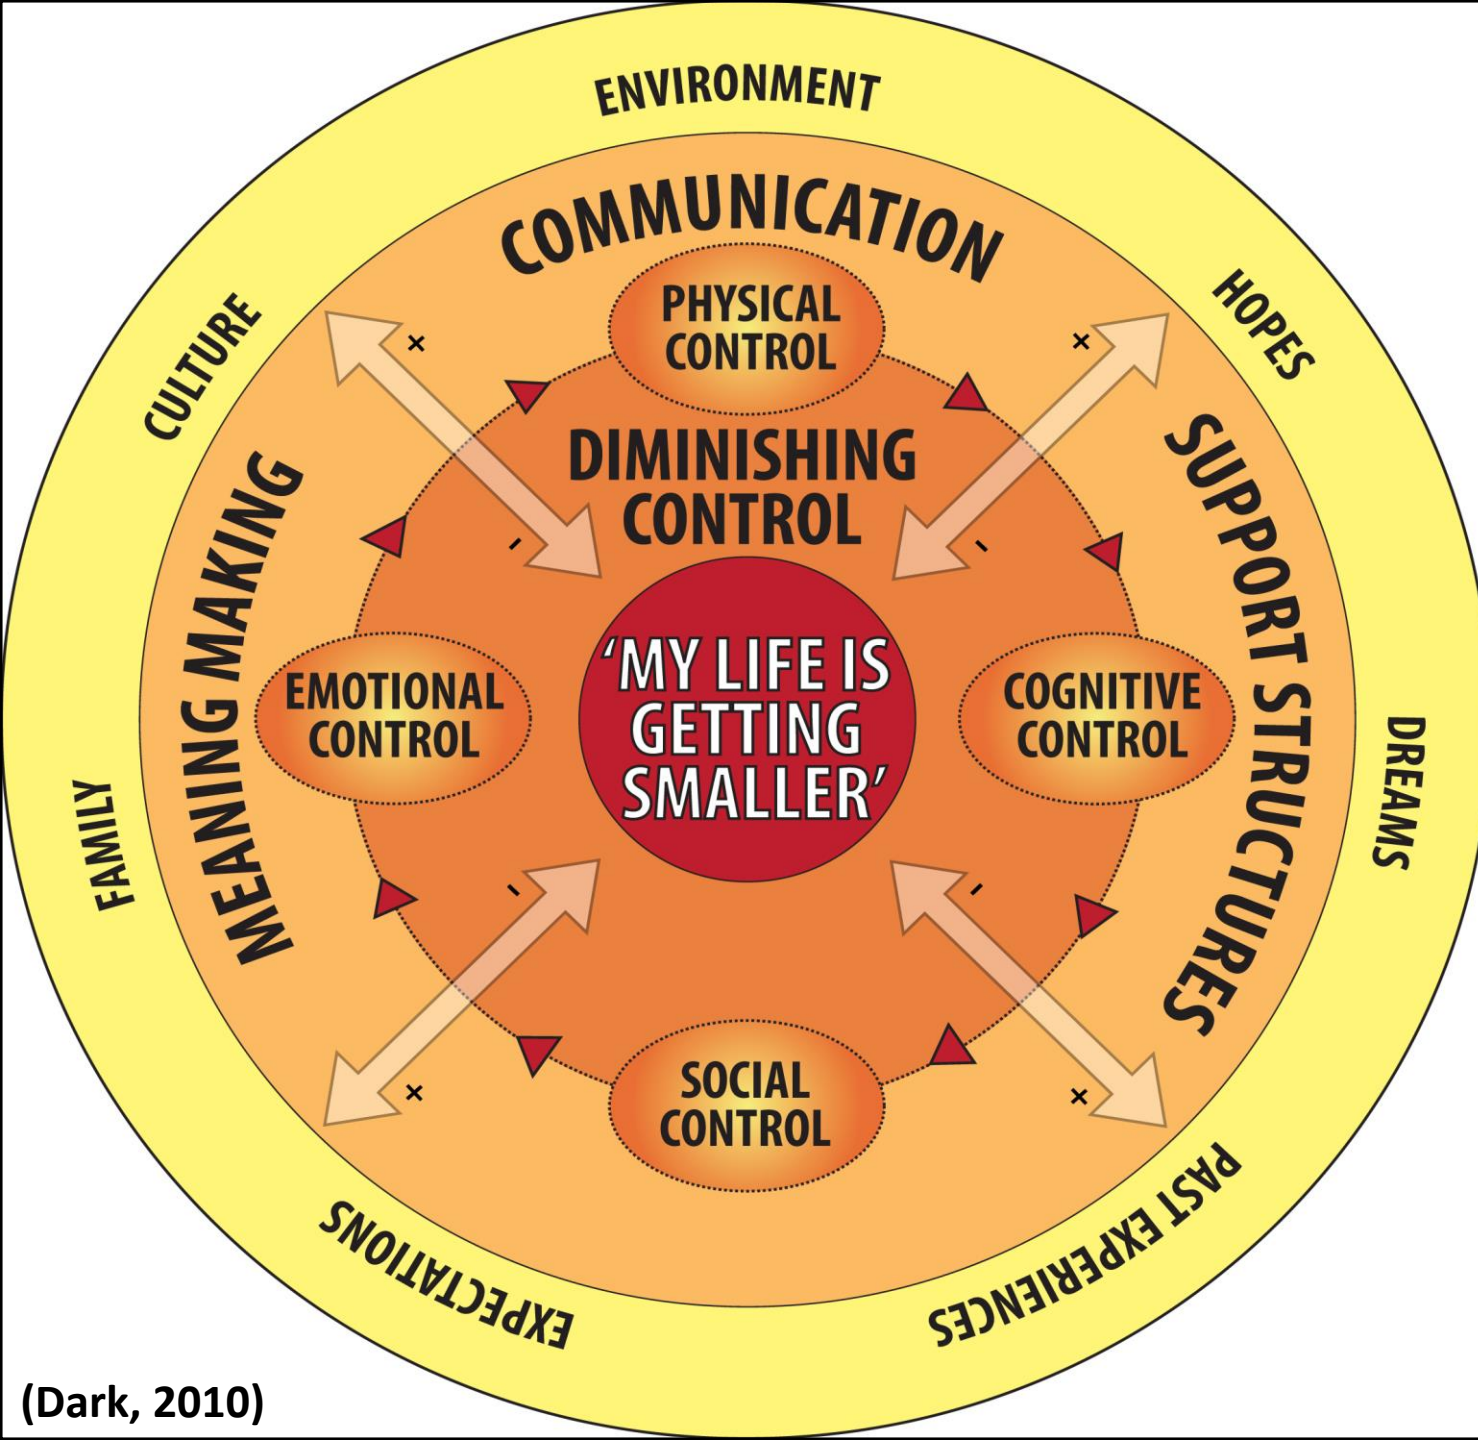 ENVIRONMENT
HOPES
DREAMS
PAST EXPERIENCES
EXPECTATIONS
FAMILY
CULTURE
COMMUNICATION
SUPPORT STRUCTURES
MEANING MAKING
PHYSICAL
CONTROL
DIMINISHING
CONTROL
COGNITIVE
CONTROL
SOCIAL
CONTROL
EMOTIONAL
CONTROL
‘MY LIFE IS
GETTING
SMALLER’
+
-
+
-
+
-
+
-
(Dark, 2010)